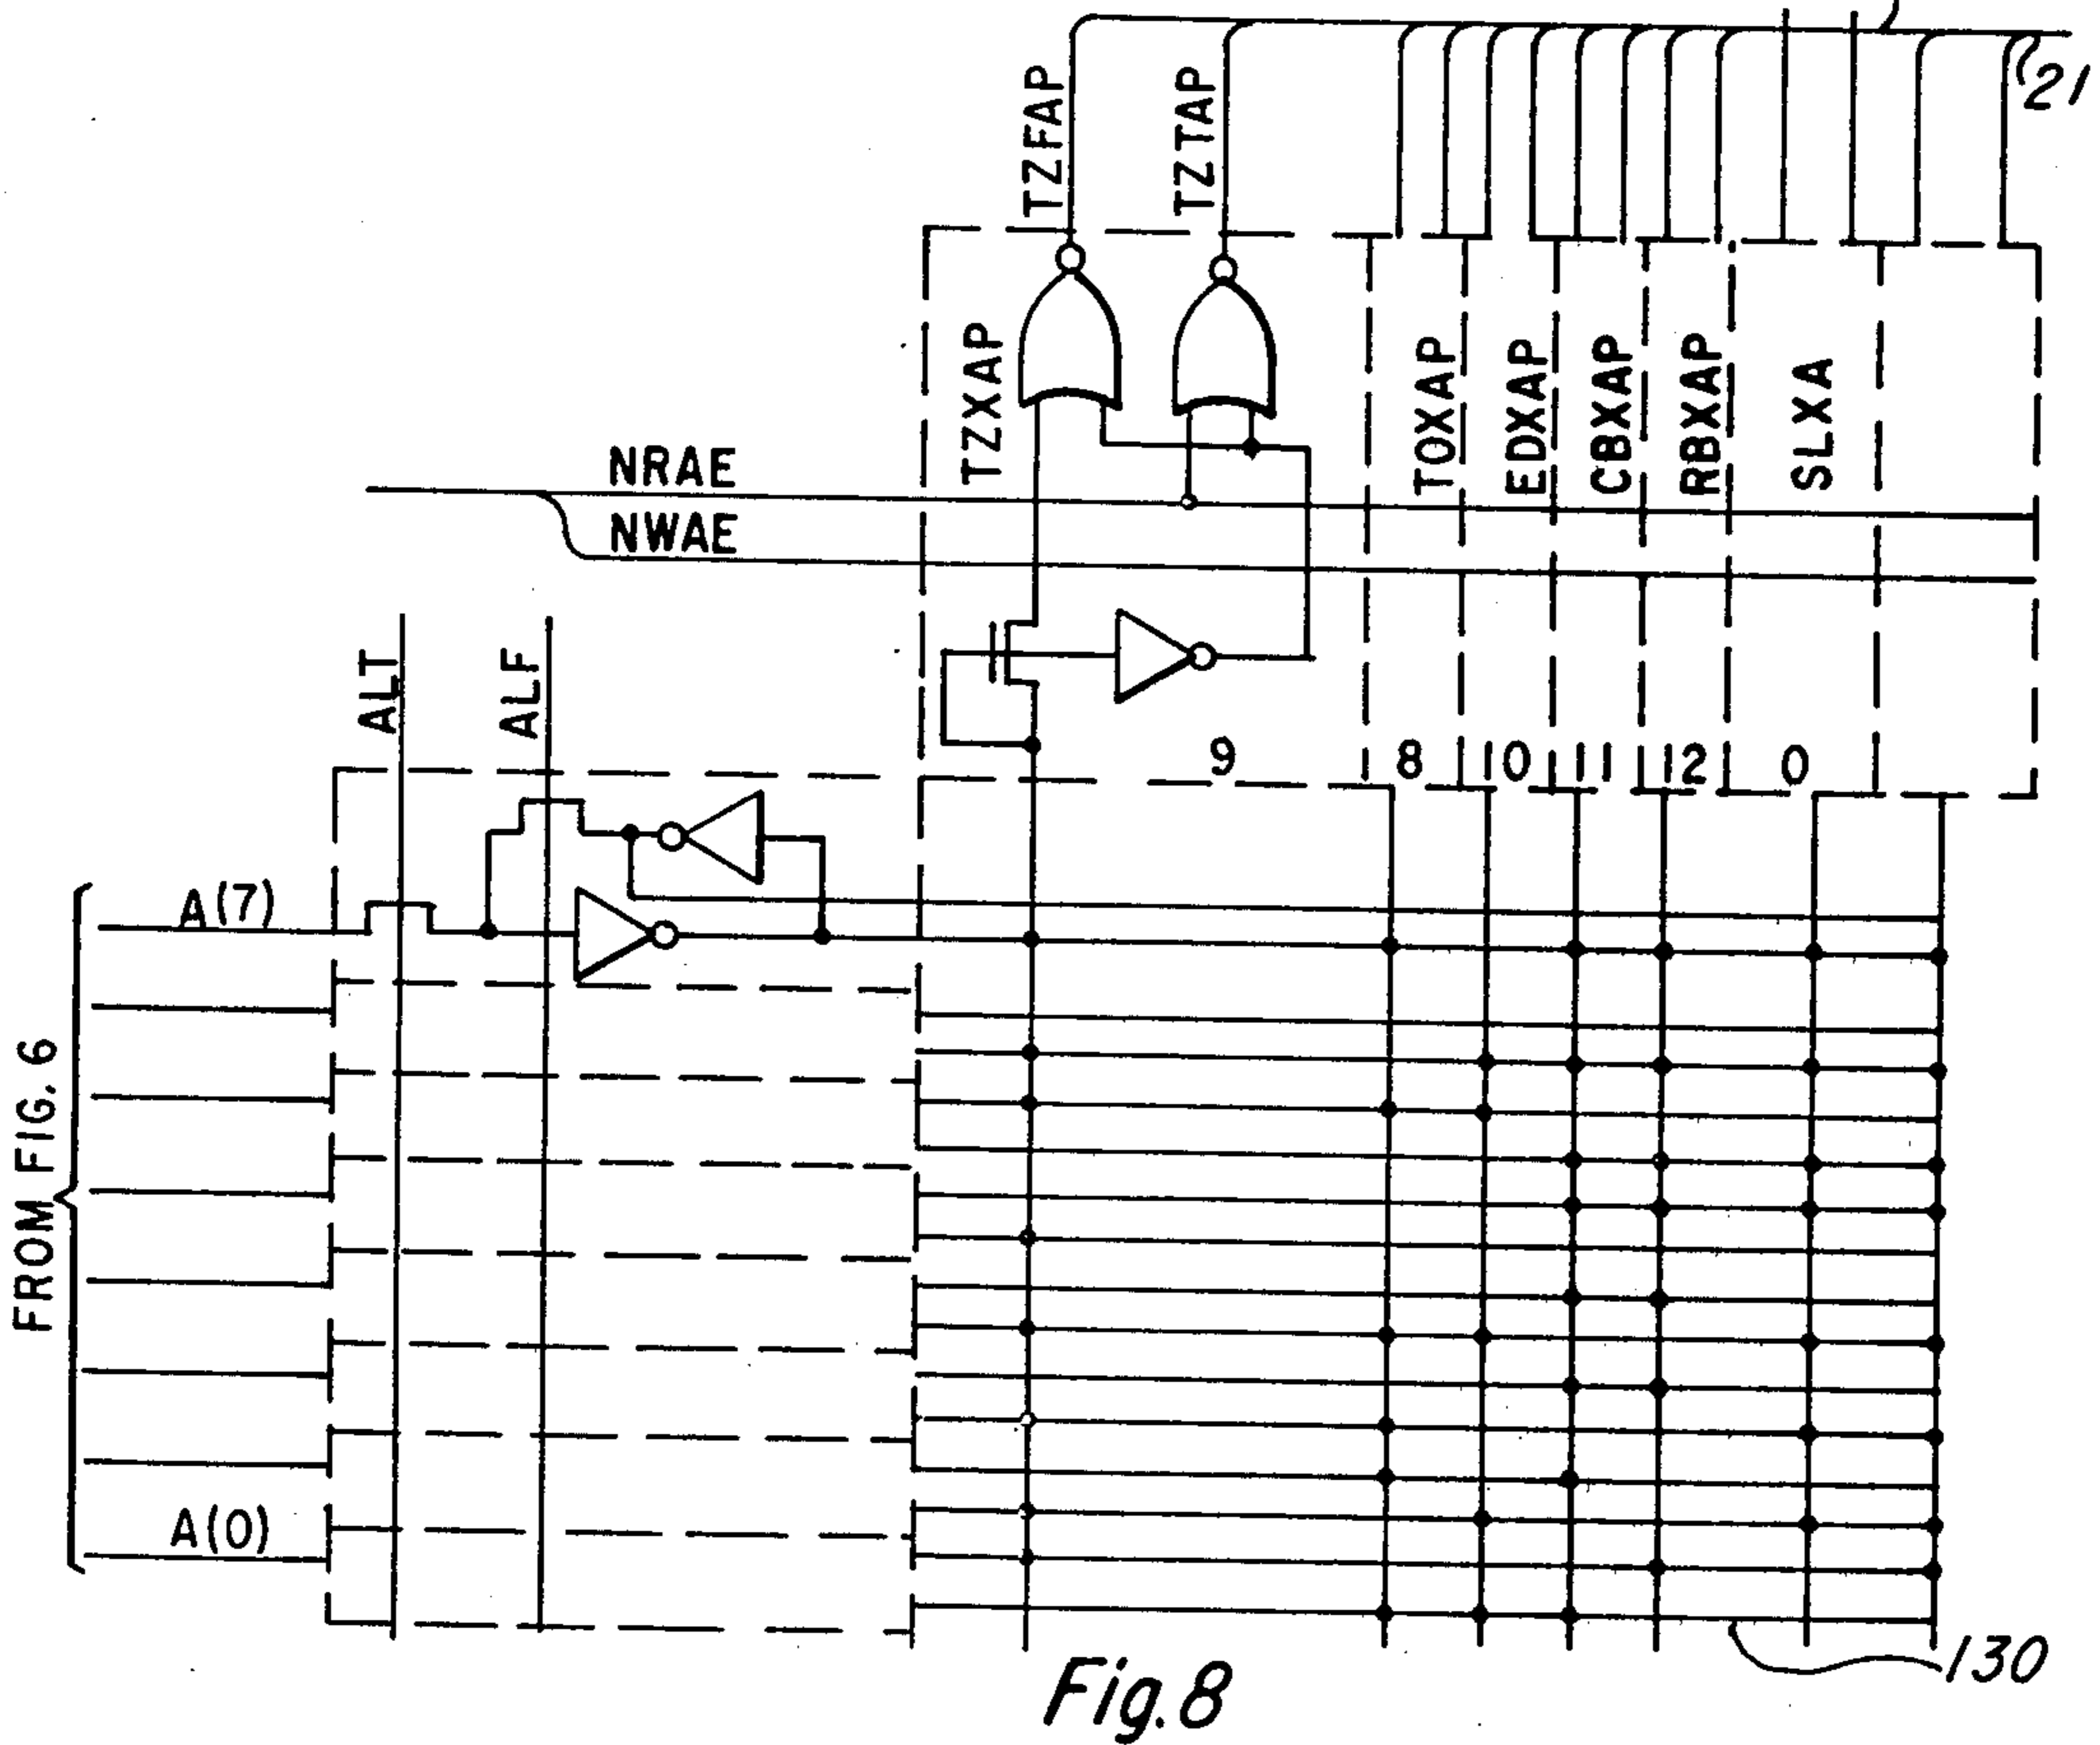 21
TZFAP
TZTAP
TZXAP
TOXAP
EDXAP
CBXAP
RBXAP
SLXA
NRAE
NWAE
ALT
ALF
9
8
10
11
12
0
A(7)
FROM FIG. 6
A(0)
130
Fig. 8